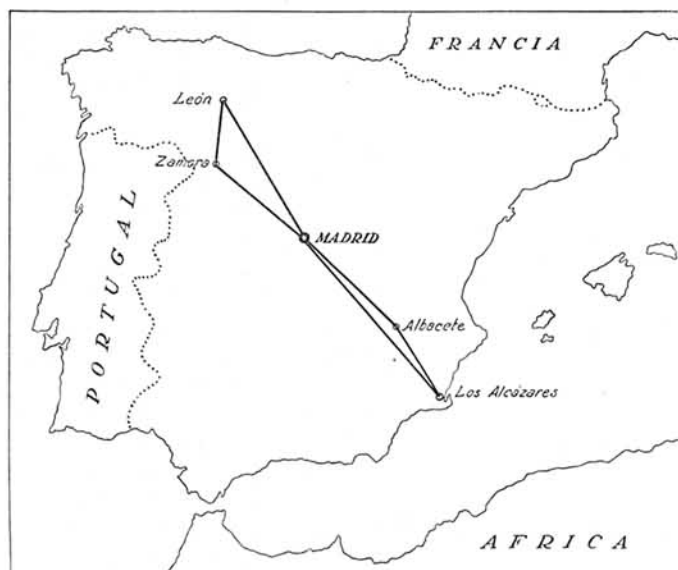 FRANCIA
León
Zamora
MADRID
PORTUGAL
Albacete
Los Alcázares
AFRICA